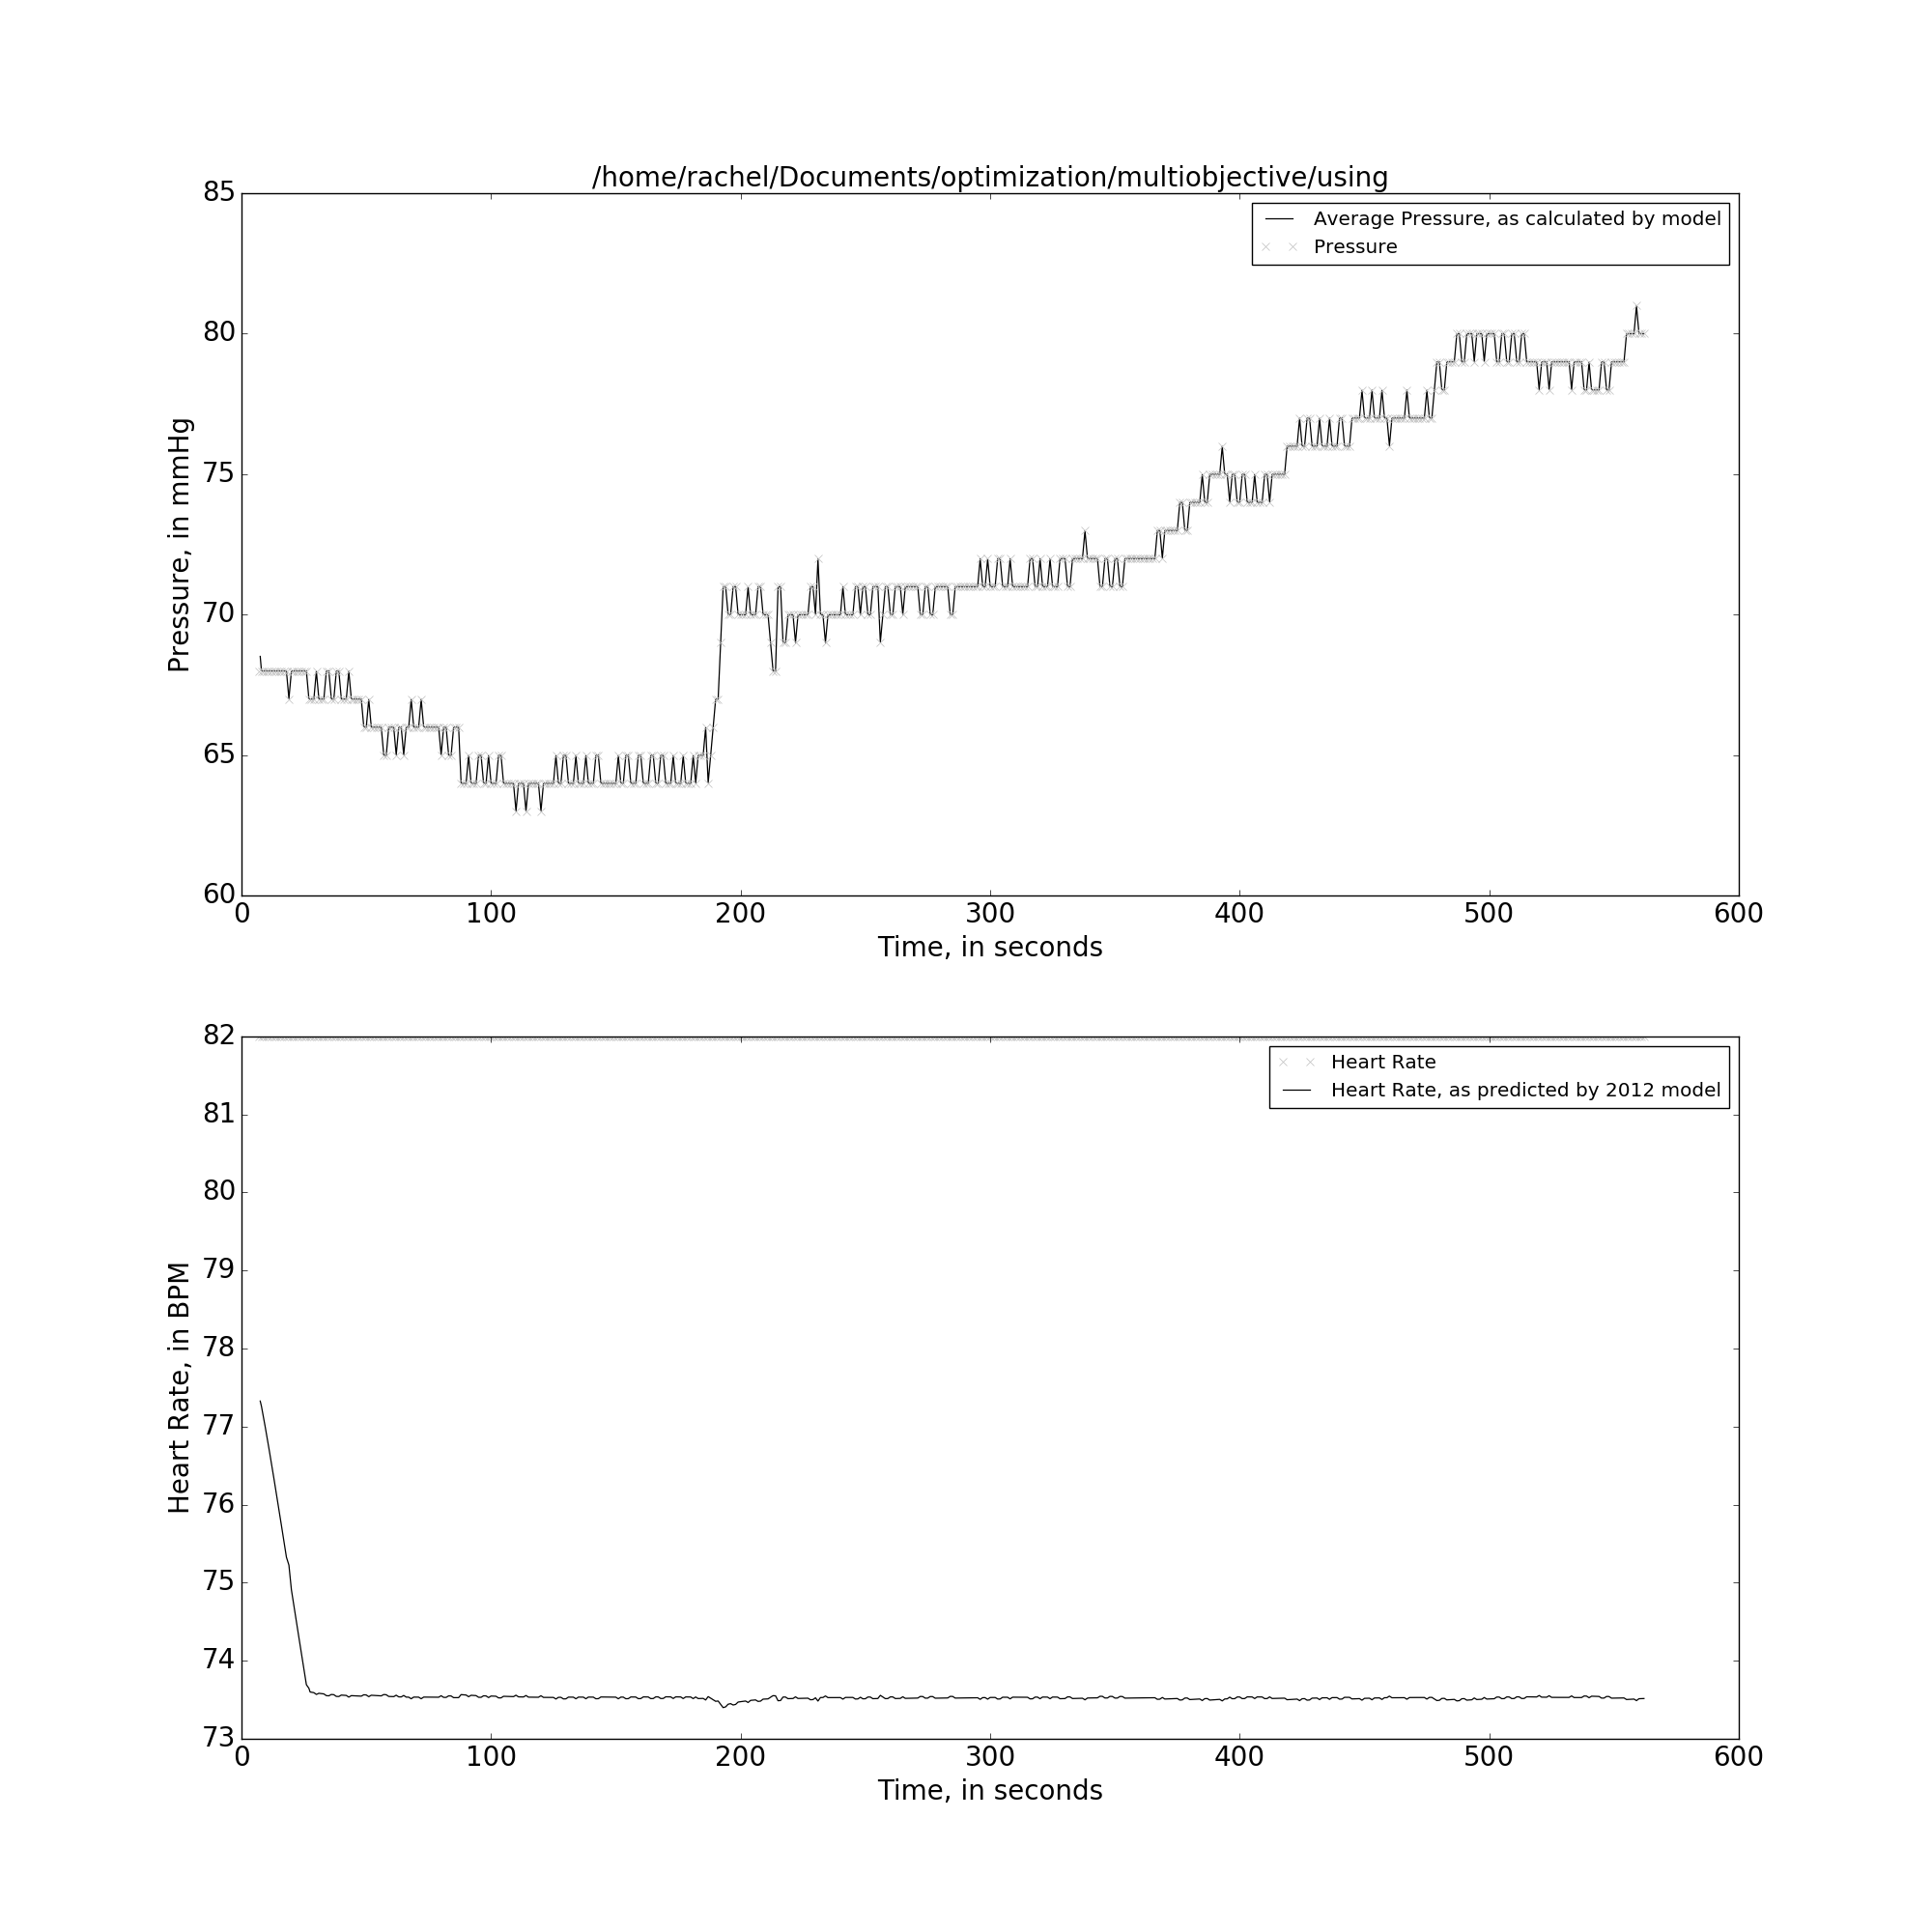 /home/rachel/Documents/optimization/multiobjective/using
85
80
75
70
65
60
Pressure, in mmHg
Average Pressure, as calculated by model
Pressure
0 100 200 300 400 500 600
Time, in seconds
82
81
80
79
78
77
76
75
74
73
Heart Rate, in BPM
Heart Rate
Heart Rate, as predicted by 2012 model
0 100 200 300 400 500 600
Time, in seconds